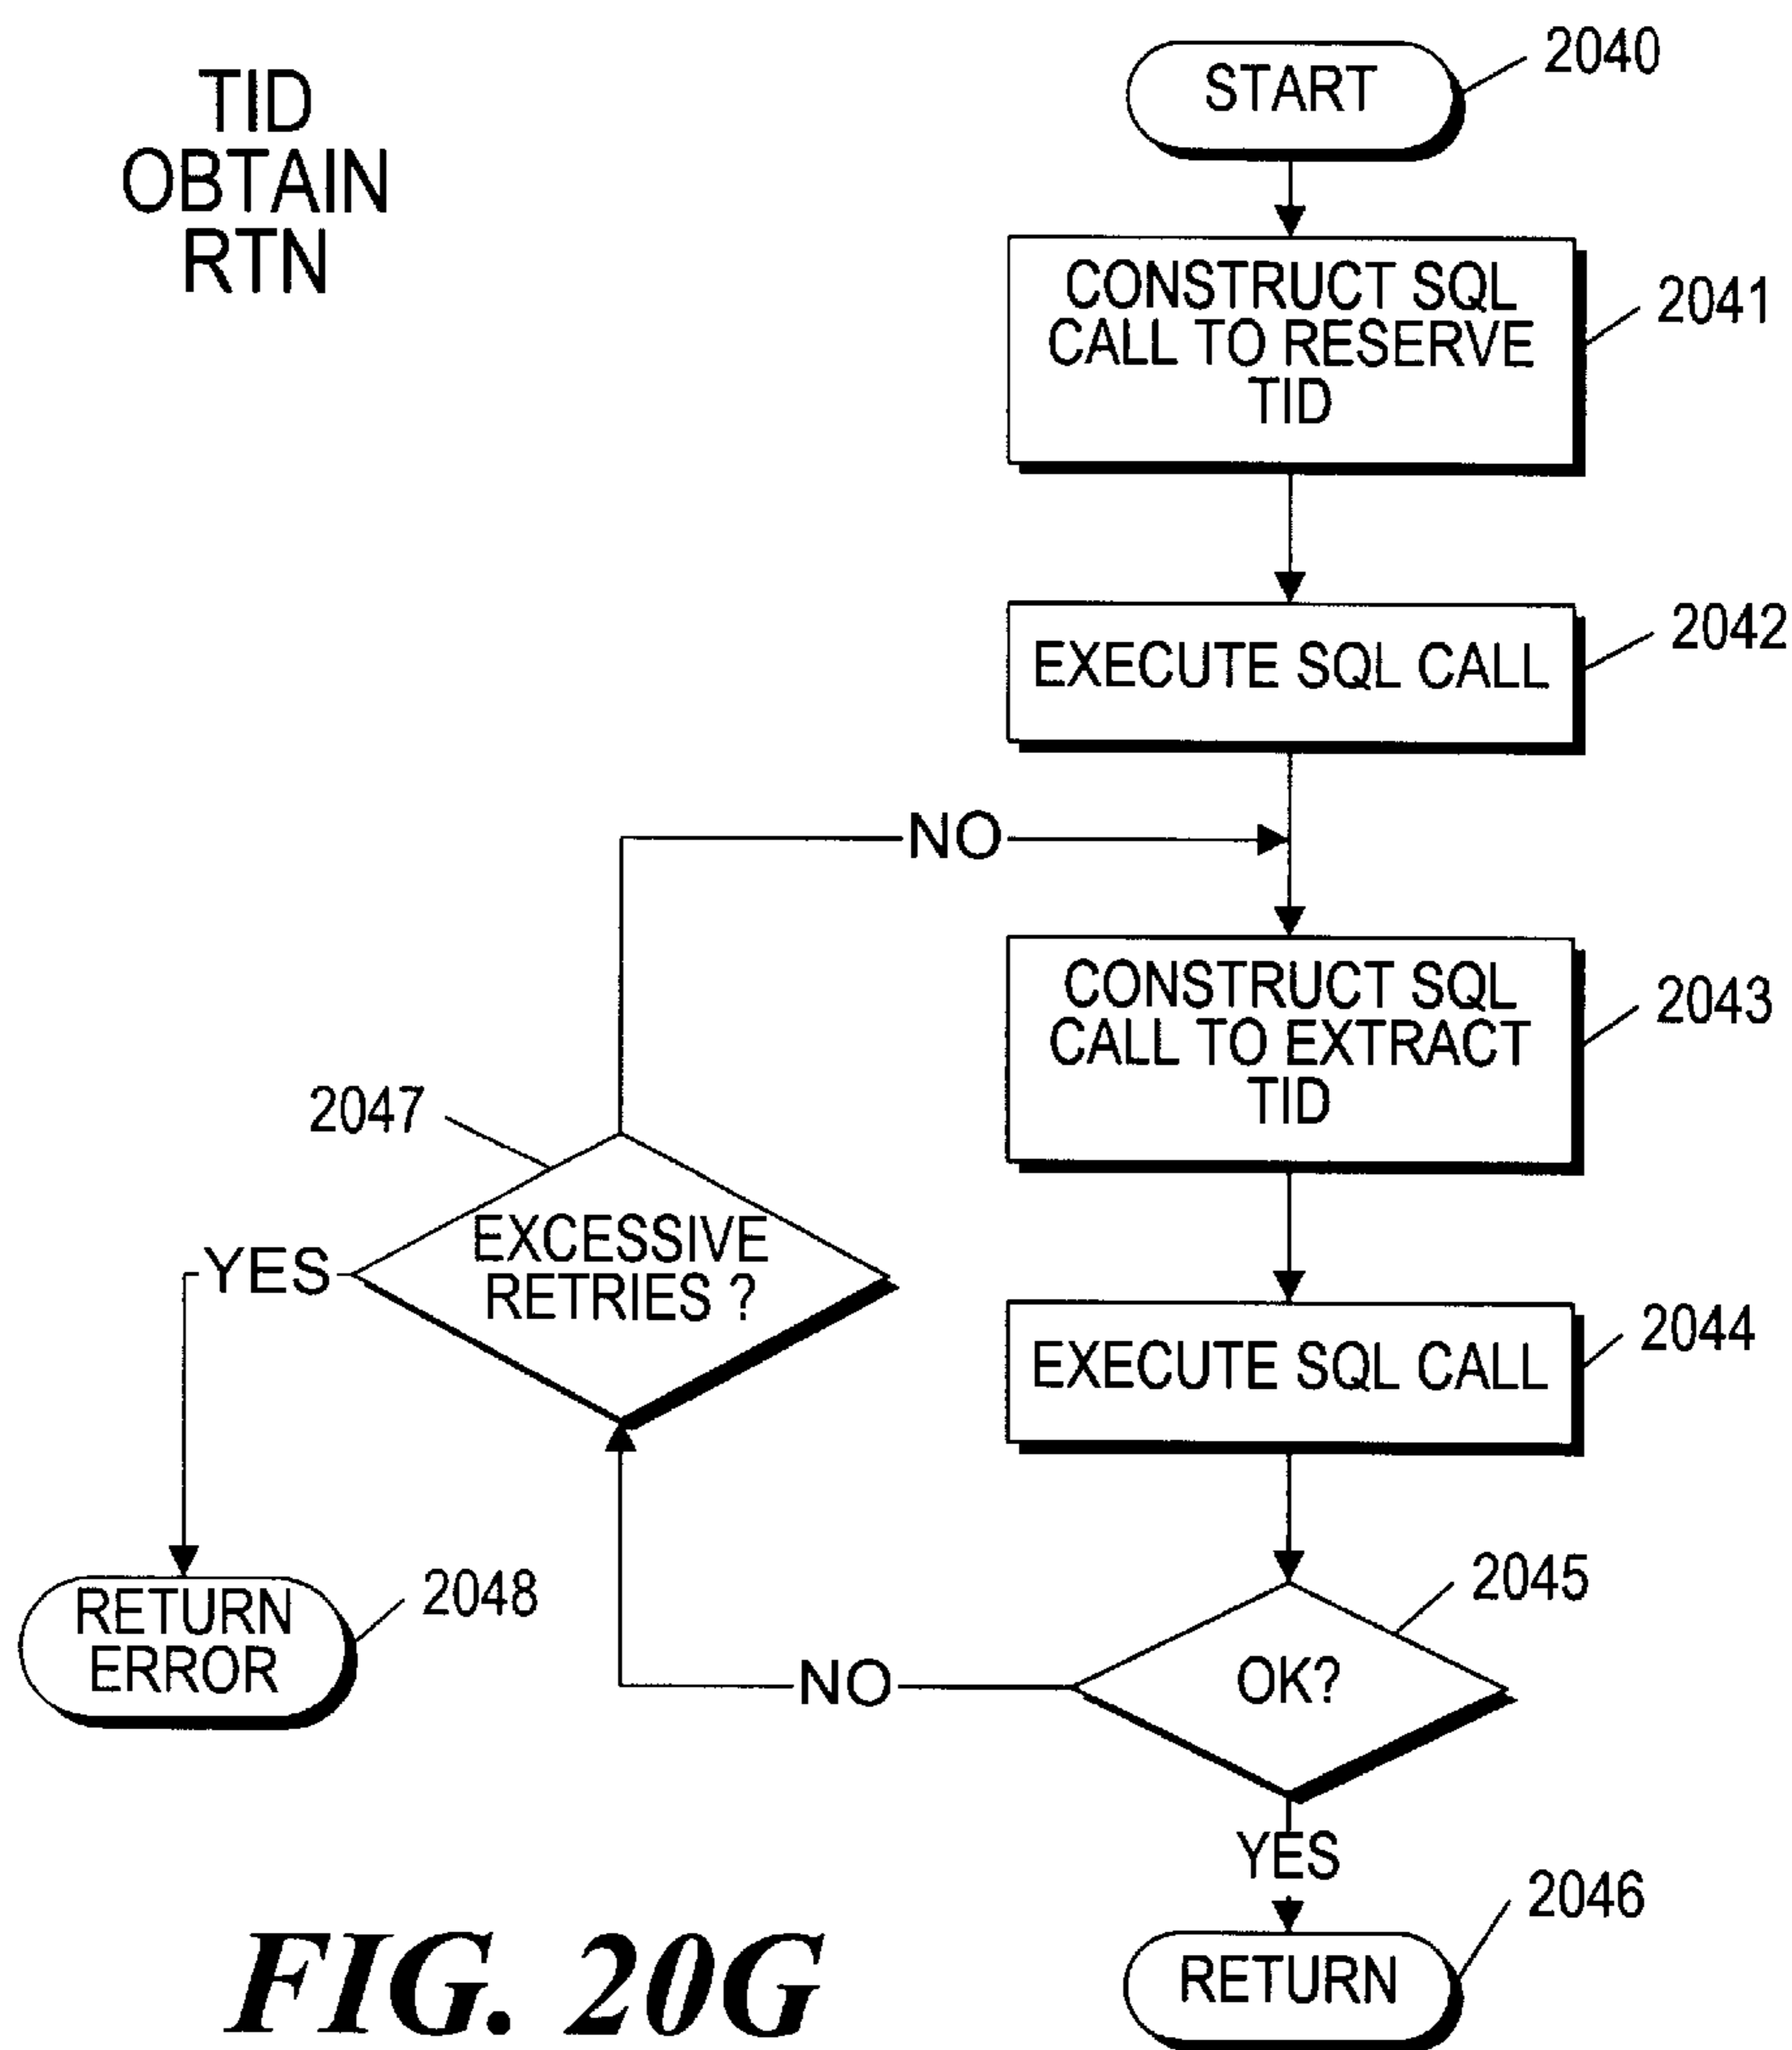 TID
OBTAIN
RTN
START
2040
CONSTRUCT SQL
CALL TO RESERVE
TID
2041
EXECUTE SQL CALL
2042
NO
CONSTRUCT SQL
CALL TO EXTRACT
TID
2043
2047
EXCESSIVE
RETRIES ?
YES
EXECUTE SQL CALL
2044
RETURN
ERROR
2048
NO
OK?
2045
YES
RETURN
2046
FIG. 20G